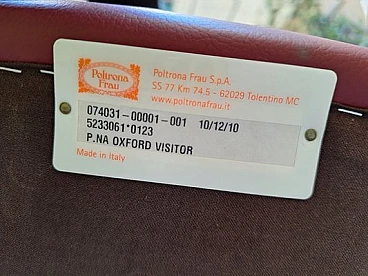 Poltrona
Frau
Poltrona Frau S.p.A.
SS 77 Km 74.5 - 62029 Tolentino MC
www.poltronafrau.it
074031-00001-001 10/12/10
5233061*0123
P.NA OXFORD VISITOR
Made in Italy